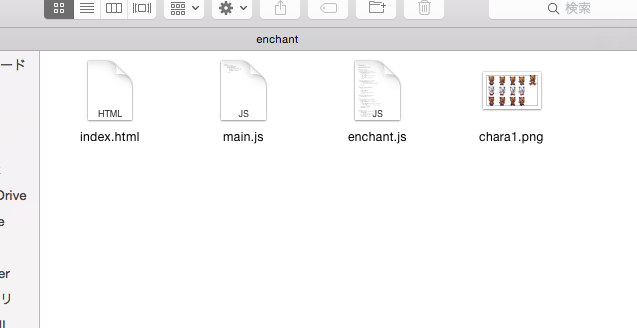 検索
enchant
ード
Drive
e
er
リ
HTML
JS
JS
index.html
main.js
enchant.js
chara1.png